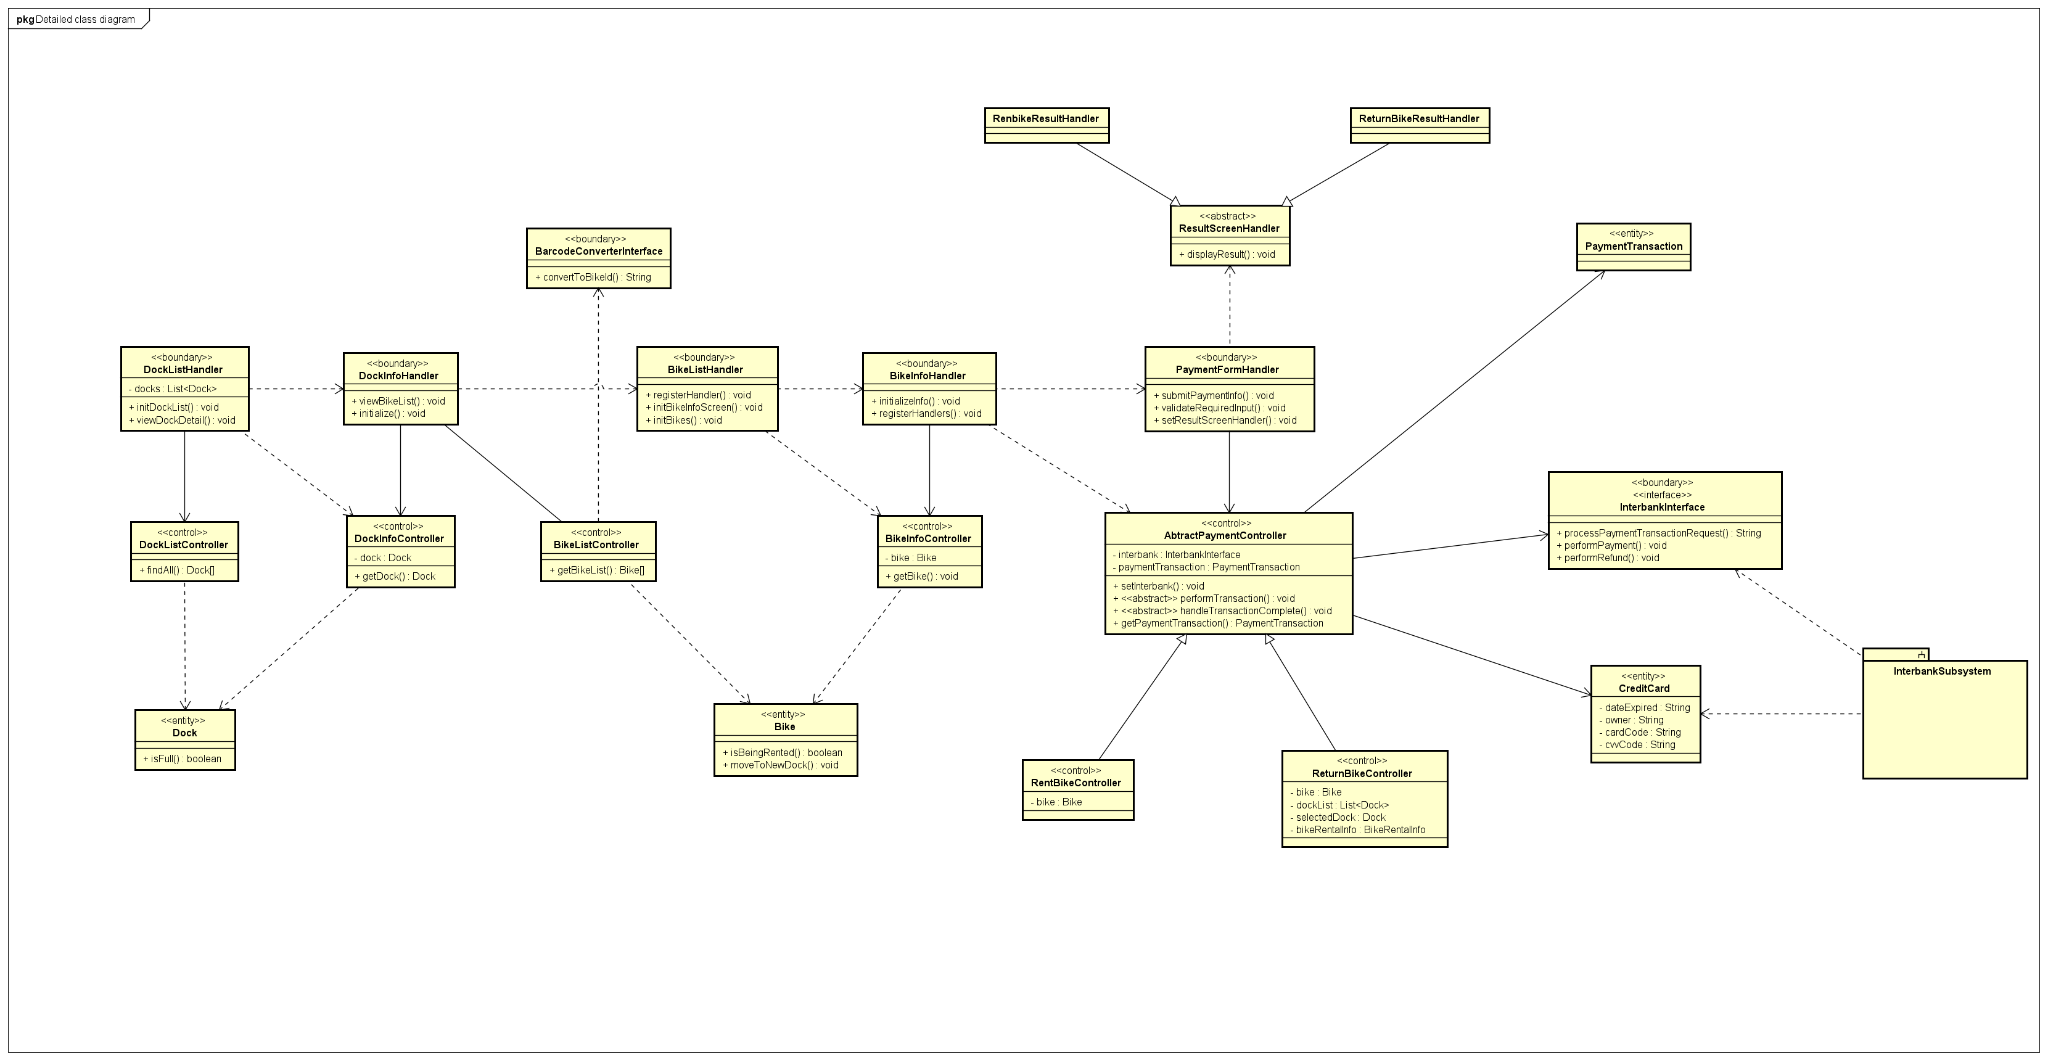 pkg Detailed class diagram
RenbikeResultHandler
ReturnBikeResultHandler
<<abstract>>
ResultScreenHandler
+ displayResult() : void
<<entity>>
PaymentTransaction
<<boundary>>
BarcodeConverterInterface
+ convertToBikeId() : String
<<boundary>>
DockListHandler
- docks : List<Dock>
+ initDockList() : void
+ viewDockDetail() : void
<<boundary>>
DockInfoHandler
+ viewBikeList() : void
+ initialize() : void
<<boundary>>
BikeListHandler
+ registerHandler() : void
+ initBikeInfoScreen() : void
+ initBikes() : void
<<boundary>>
BikeInfoHandler
+ initializeInfo() : void
+ registerHandlers() : void
<<boundary>>
PaymentFormHandler
+ submitPaymentInfo() : void
+ validateRequiredInput() : void
+ setResultScreenHandler() : void
<<boundary>>
<<interface>>
InterbankInterface
+ processPaymentTransactionRequest() : String
+ performPayment() : void
+ performRefund() : void
<<control>>
DockListController
+ findAll() : Dock[]
<<control>>
DockInfoController
- dock : Dock
+ getDock() : Dock
<<control>>
BikeListController
+ getBikeList() : Bike[]
<<control>>
BikeInfoController
- bike : Bike
+ getBike() : void
<<control>>
AbtractPaymentController
- interbank : InterbankInterface
- paymentTransaction : PaymentTransaction
+ setInterbank() : void
+ <<abstract>> performTransaction() : void
+ <<abstract>> handleTransactionComplete() : void
+ getPaymentTransaction() : PaymentTransaction
InterbankSubsystem
<<entity>>
CreditCard
- dateExpired : String
- owner : String
- cardCode : String
- cvvCode : String
<<entity>>
Dock
+ isFull() : boolean
<<entity>>
Bike
+ isBeingRented() : boolean
+ moveToNewDock() : void
<<control>>
RentBikeController
- bike : Bike
<<control>>
ReturnBikeController
- bike : Bike
- dockList : List<Dock>
- selectedDock : Dock
- bikeRentalInfo : BikeRentalInfo